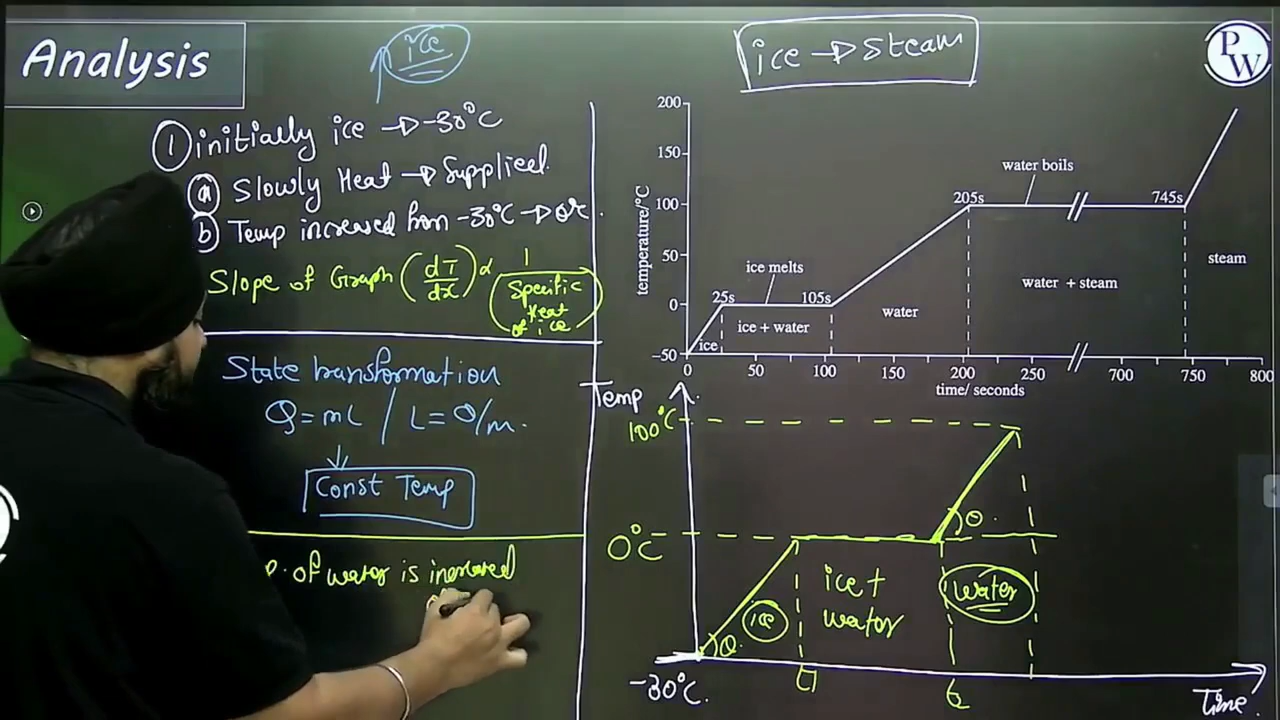 Analysis
ice
ice → Steam
PW
① initially ice → -30°C
ⓐ Slowly Heat → Supplied.
ⓑ Temp increased from -30°C → 0°C.
Slope of Graph (dT/dx) ∝ 1
Specific
Heat
of ice
State transformation
Q = mL / L = Q/m.
Const Temp
of water is increased
200
150
100
50
0
-50
temperature/°C
25s
ice melts
105s
205s
water boils
745s
ice
ice + water
water
water + steam
steam
0 50 100 150 200 250 700 750 800
time/ seconds
Temp
100°C
0°C
-30°C.
θ.
ice
ice +
water
θ.
water
Time.